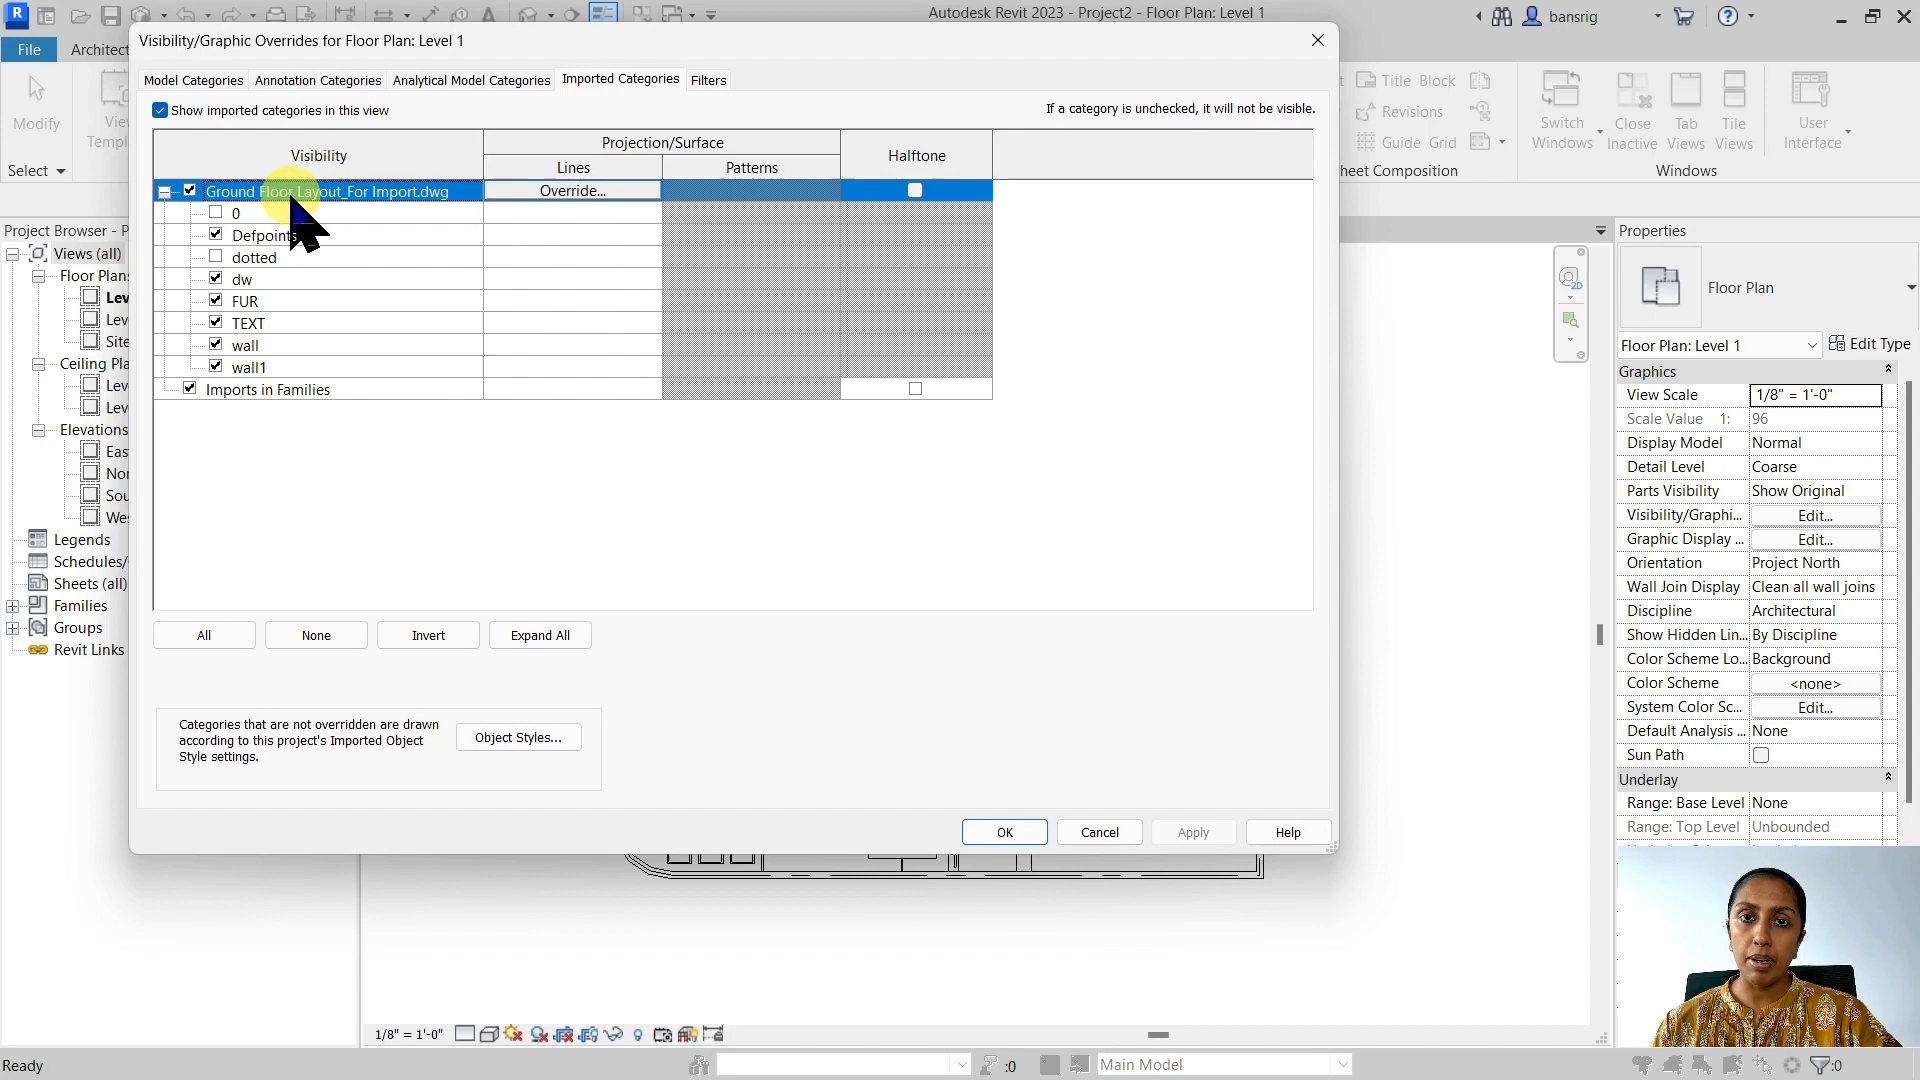 Autodesk Revit 2023 - Project2 - Floor Plan: Level 1
bansrig
File
Architect
Visibility/Graphic Overrides for Floor Plan: Level 1
Model Categories
Annotation Categories
Analytical Model Categories
Imported Categories
Filters
Show imported categories in this view
If a category is unchecked, it will not be visible.
Visibility
Projection/Surface
Lines
Patterns
Halftone
Ground Floor Layout_For Import.dwg
Override...
0
Defpoints
dotted
dw
FUR
TEXT
wall
wall1
Imports in Families
All
None
Invert
Expand All
Categories that are not overridden are drawn
according to this project's Imported Object
Style settings.
Object Styles...
OK
Cancel
Apply
Help
Modify
Select
Title Block
Revisions
Guide Grid
Switch
Windows
Close
Inactive
Tab
Views
Tile
Views
User
Interface
heet Composition
Windows
Project Browser - P
Views (all)
Floor Plans
Lev
Lev
Site
Ceiling Pla
Lev
Lev
Elevations
Eas
Nor
Sou
Wes
Legends
Schedules/
Sheets (all)
Families
Groups
Revit Links
Properties
Floor Plan
Floor Plan: Level 1
Edit Type
Graphics
View Scale 1/8" = 1'-0"
Scale Value 1: 96
Display Model Normal
Detail Level Coarse
Parts Visibility Show Original
Visibility/Graphi... Edit...
Graphic Display ... Edit...
Orientation Project North
Wall Join Display Clean all wall joins
Discipline Architectural
Show Hidden Lin... By Discipline
Color Scheme Lo... Background
Color Scheme <none>
System Color Sc... Edit...
Default Analysis ... None
Sun Path
Underlay
Range: Base Level None
Range: Top Level Unbounded
1/8" = 1'-0"
Ready
:0
Main Model
:0